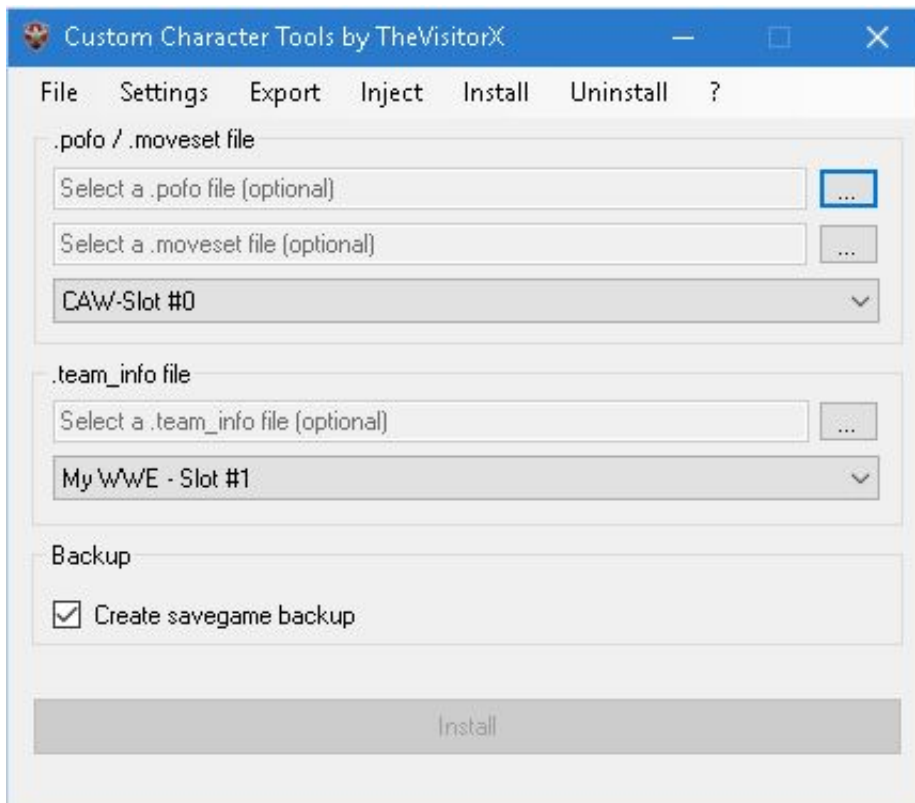 Custom Character Tools by TheVisitorX
File Settings Export Inject Install Uninstall ?
.pofo / .moveset file
Select a .pofo file (optional)
...
Select a .moveset file (optional)
...
CAW-Slot #0
.team_info file
Select a .team_info file (optional)
...
My WWE - Slot #1
Backup
Create savegame backup
Install